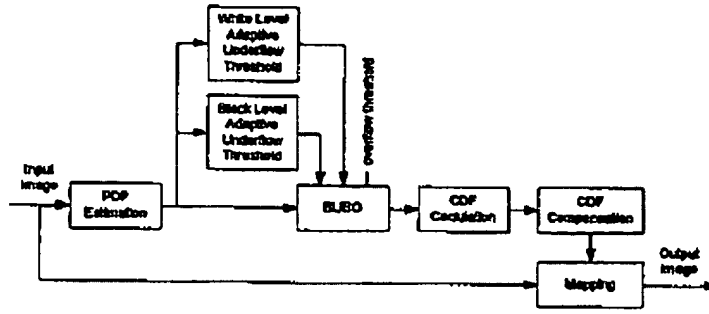 White Level
Adaptive
Underflow
Threshold
Black Level
Adaptive
Underflow
Threshold
overflow threshold
Input
image
PDF
Estimation
BUBO
CDF
Calculation
CDF
Compensation
Mapping
Output
image